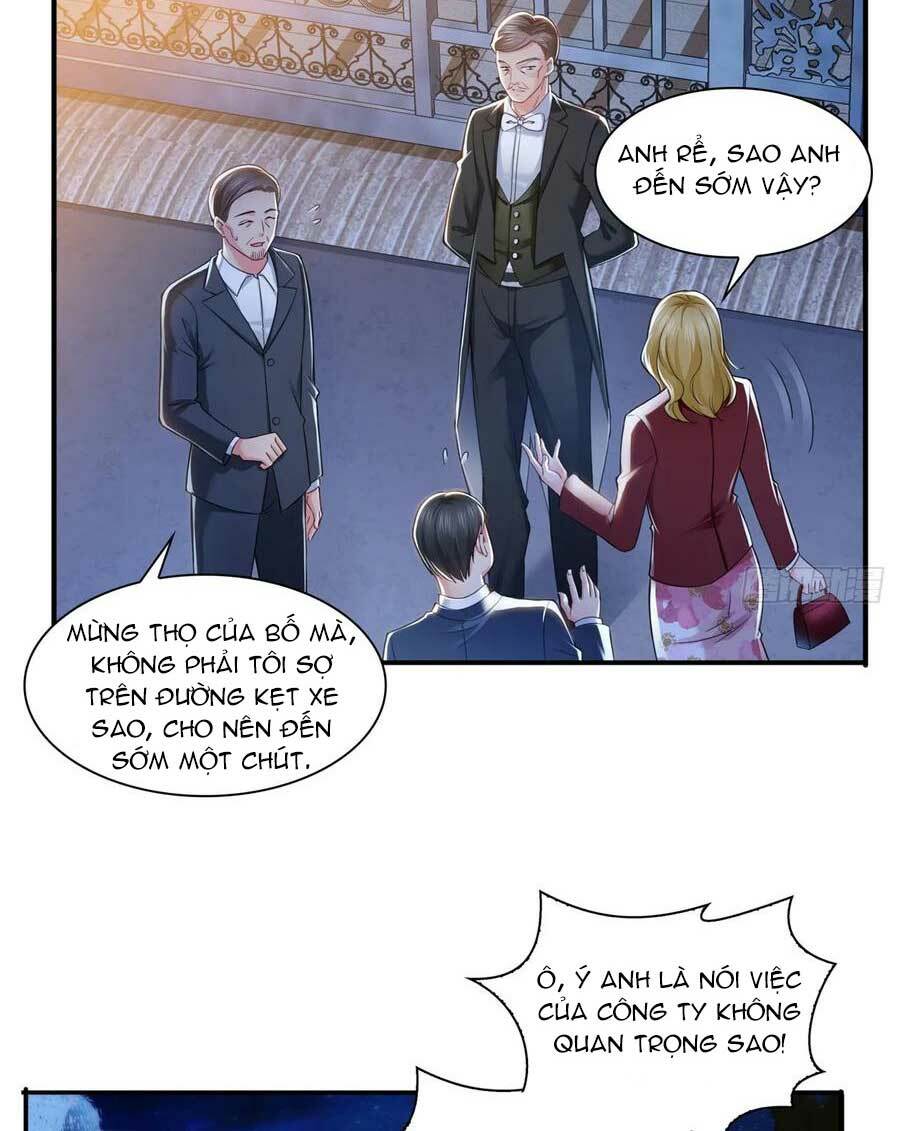 ANH RỂ, SAO ANH
ĐẾN SỚM VẬY?
MỪNG THỌ CỦA BỐ MÀ,
KHÔNG PHẢI TÔI SỢ
TRÊN ĐƯỜNG KẸT XE
SAO, CHO NÊN ĐẾN
SỚM MỘT CHÚT.
Ô, Ý ANH LÀ NÓI VIỆC
CỦA CÔNG TY KHÔNG
QUAN TRỌNG SAO!